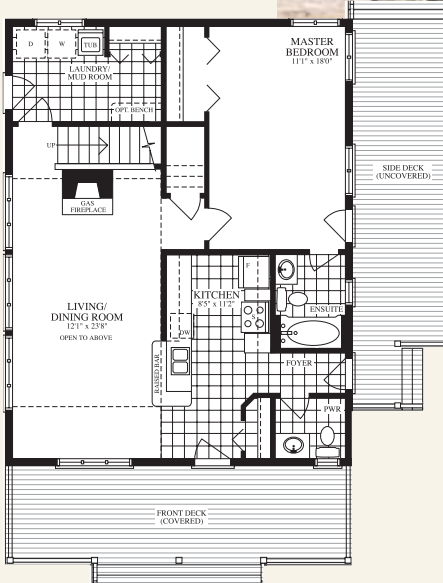 D
W
TUB
LAUNDRY/
MUD ROOM
OPT. BENCH
MASTER
BEDROOM
11'1" x 18'0"
UP
GAS
FIREPLACE
SIDE DECK
(UNCOVERED)
LIVING/
DINING ROOM
12'1" x 23'8"
OPEN TO ABOVE
F
KITCHEN
8'5" x 11'2"
S
DW
RAISED BAR
ENSUITE
FOYER
PWR
FRONT DECK
(COVERED)